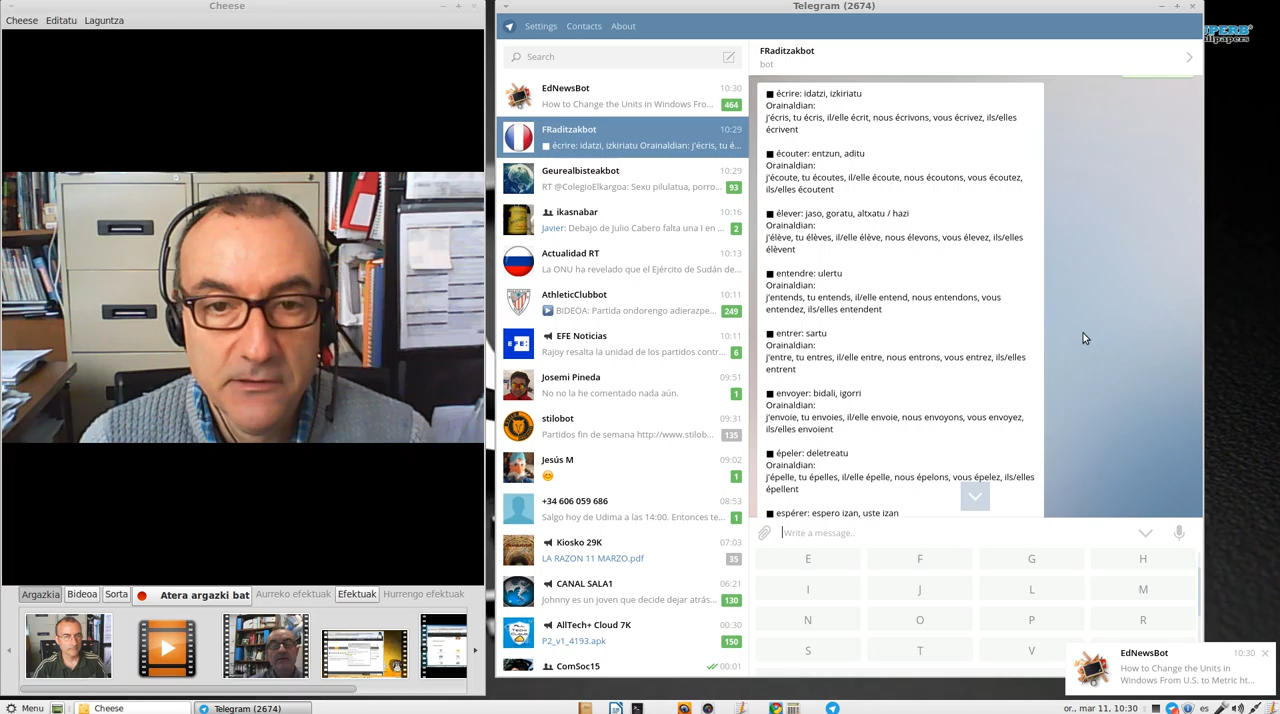 Cheese
Cheese Editatu Laguntza
Argazkia Bideoa Sorta Atera argazki bat Aurreko efektuak Efektuak Hurrengo efektuak
Telegram (2674)
Settings Contacts About
Search
EdNewsBot 10:30
How to Change the Units in Windows Fro... 464
FRaditzakbot 10:29
■ écrire: idatzi, izkiriatu Orainaldian: j'écris, tu é...
Geurealbisteakbot 10:29
RT @ColegioElkargoa: Sexu pilulatua, porro... 93
ikasnabar 10:16
Javier: Debajo de Julio Cabero falta una I en ... 2
Actualidad RT 10:13
La ONU ha revelado que el Ejército de Sudán de...
AthleticClubbot 10:11
BIDEOA: Partida ondorengo adierazpe... 249
EFE Noticias 10:11
Rajoy resalta la unidad de los partidos contr... 6
Josemi Pineda 09:51
No no la he comentado nada aún. 1
stilobot 09:31
Partidos fin de semana http://www.stilob... 135
Jesús M 09:02
1
+34 606 059 686 08:53
Salgo hoy de Udima a las 14:00. Entonces te... 1
Kiosko 29K 07:03
LA RAZON 11 MARZO.pdf 35
CANAL SALA1 06:21
Johnny es un joven que decide dejar atrás... 130
AllTech+ Cloud 7K 00:30
P2_v1_4193.apk 150
ComSoc15 00:01
FRaditzakbot
bot
■ écrire: idatzi, izkiriatu
Orainaldian:
j'écris, tu écris, il/elle écrit, nous écrivons, vous écrivez, ils/elles
écrivent
■ écouter: entzun, aditu
Orainaldian:
j'écoute, tu écoutes, il/elle écoute, nous écoutons, vous écoutez,
ils/elles écoutent
■ élever: jaso, goratu, altxatu / hazi
Orainaldian:
j'élève, tu élèves, il/elle élève, nous élevons, vous élevez, ils/elles
élèvent
■ entendre: ulertu
Orainaldian:
j'entends, tu entends, il/elle entend, nous entendons, vous
entendez, ils/elles entendent
■ entrer: sartu
Orainaldian:
j'entre, tu entres, il/elle entre, nous entrons, vous entrez, ils/elles
entrent
■ envoyer: bidali, igorri
Orainaldian:
j'envoie, tu envoies, il/elle envoie, nous envoyons, vous envoyez,
ils/elles envoient
■ épeler: deletreatu
Orainaldian:
j'épelle, tu épelles, il/elle épelle, nous épelons, vous épelez, ils/elles
épellent
■ espérer: espero izan, uste izan
Write a message..
E F G H
I J L M
N O P R
S T V
EdNewsBot 10:30
How to Change the Units in
Windows From U.S. to Metric ht...
Menu Cheese Telegram (2674) es or., mar 11, 10:30